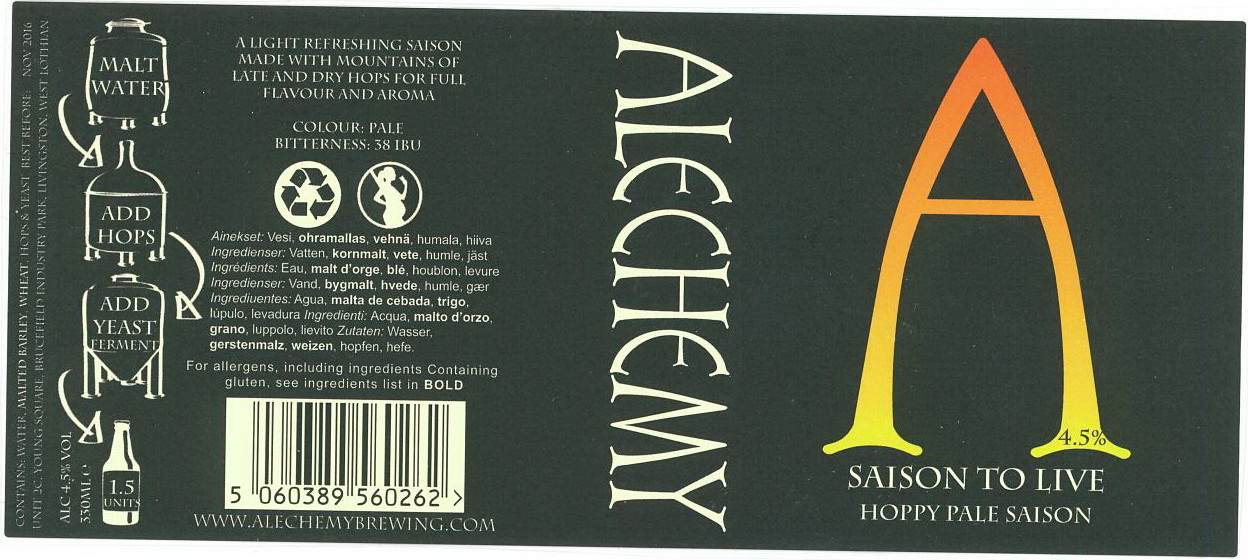 CONTAINS: WATER, MALTED BARLEY, WHEAT, HOPS & YEAST BEST BEFORE: NOV 2016
UNIT 2C, YOUNG SQUARE, BRUCEFIELD INDUSTRY PARK, LIVINGSTON, WEST LOTHIAN
ALC 4.5% VOL
330ML ℮
MALT
WATER
ADD
HOPS
ADD
YEAST
FERMENT
1.5
UNITS
A LIGHT REFRESHING SAISON
MADE WITH MOUNTAINS OF
LATE AND DRY HOPS FOR FULL
FLAVOUR AND AROMA
COLOUR: PALE
BITTERNESS: 38 IBU
Ainekset: Vesi, ohramallas, vehnä, humala, hiiva
Ingredienser: Vatten, kornmalt, vete, humle, jäst
Ingrédients: Eau, malt d'orge, blé, houblon, levure
Ingredienser: Vand, bygmalt, hvede, humle, gær
Ingrediuentes: Agua, malta de cebada, trigo,
lúpulo, levadura Ingredienti: Acqua, malto d'orzo,
grano, luppolo, lievito Zutaten: Wasser,
gerstenmalz, weizen, hopfen, hefe.
For allergens, including ingredients Containing
gluten, see ingredients list in BOLD
5 060389 560262 >
WWW.ALECHEMYBREWING.COM
ALECHEMY
A
4.5%
SAISON TO LIVE
HOPPY PALE SAISON